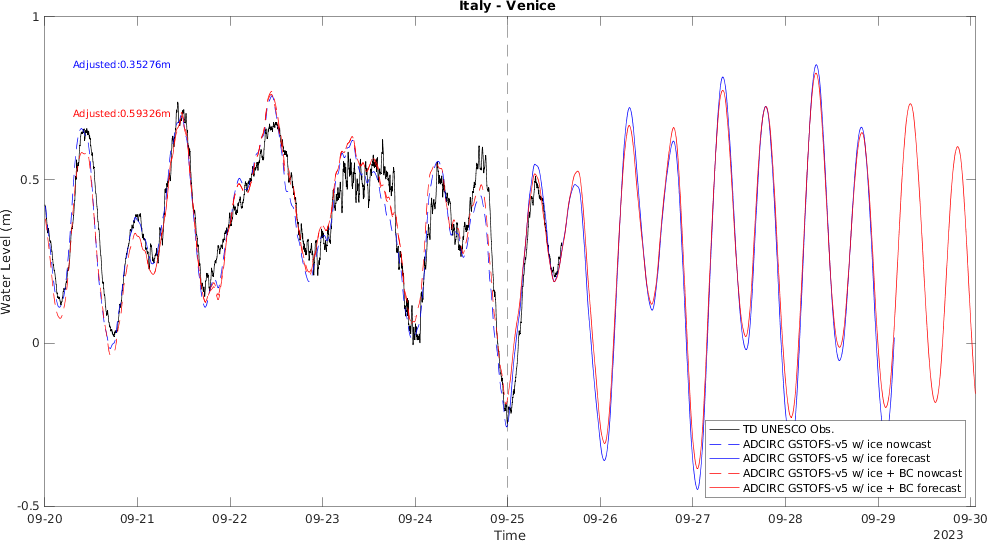 Italy - Venice
1
Adjusted:0.35276m
Adjusted:0.59326m
0.5
Water Level (m)
0
TD UNESCO Obs.
ADCIRC GSTOFS-v5 w/ ice nowcast
ADCIRC GSTOFS-v5 w/ ice forecast
ADCIRC GSTOFS-v5 w/ ice + BC nowcast
ADCIRC GSTOFS-v5 w/ ice + BC forecast
-0.5
09-20 09-21 09-22 09-23 09-24 09-25 09-26 09-27 09-28 09-29 09-30
Time
2023